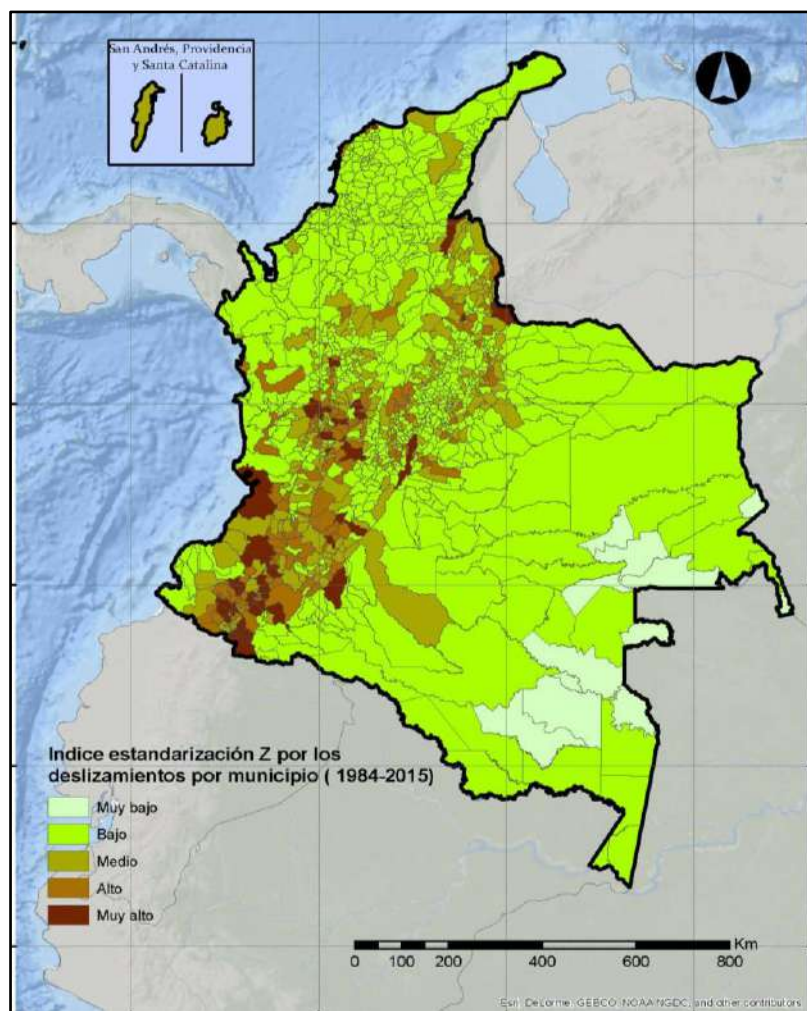 San Andrés, Providencia
y Santa Catalina
Indice estandarización Z por los
deslizamientos por municipio ( 1984-2015)
Muy bajo
Bajo
Medio
Alto
Muy alto
Km
0 100 200 400 600 800
Esri, DeLorme, GEBCO, NOAA NGDC, and other contributors